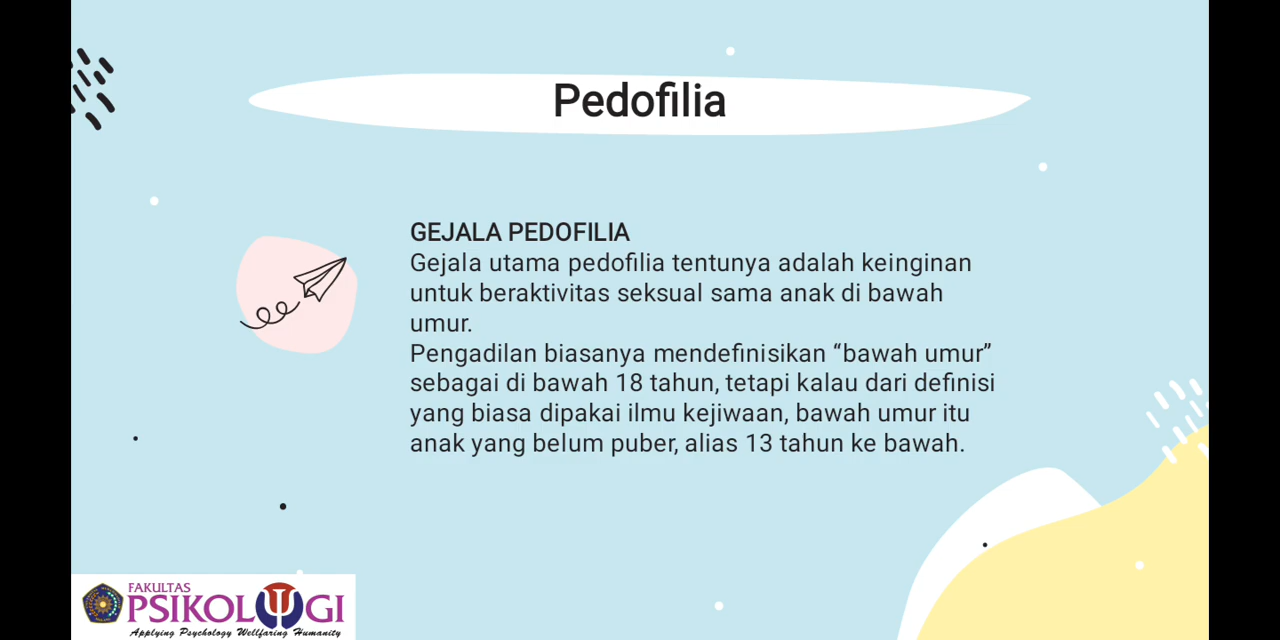 Pedofilia
GEJALA PEDOFILIA
Gejala utama pedofilia tentunya adalah keinginan
untuk beraktivitas seksual sama anak di bawah
umur.
Pengadilan biasanya mendefinisikan “bawah umur”
sebagai di bawah 18 tahun, tetapi kalau dari definisi
yang biasa dipakai ilmu kejiwaan, bawah umur itu
anak yang belum puber, alias 13 tahun ke bawah.
FAKULTAS
PSIKOLOGI
Applying Psychology Wellfaring Humanity